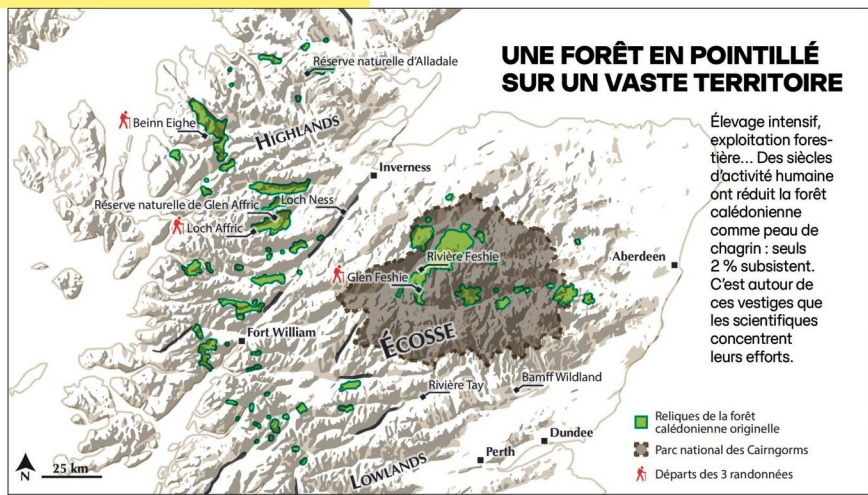 UNE FORÊT EN POINTILLÉ
SUR UN VASTE TERRITOIRE
Élevage intensif,
exploitation fores-
tière... Des siècles
d'activité humaine
ont réduit la forêt
calédonienne
comme peau de
chagrin : seuls
2 % subsistent.
C'est autour de
ces vestiges que
les scientifiques
concentrent
leurs efforts.
Réserve naturelle d'Alladale
Beinn Eighe
HIGHLANDS
Inverness
Réserve naturelle de Glen Affric
Loch Ness
Loch Affric
Rivière Feshie
Aberdeen
Glen Feshie
Fort William
ÉCOSSE
Rivière Tay
Bamff Wildland
Dundee
Perth
LOWLANDS
N
25 km
Reliques de la forêt
calédonienne originelle
Parc national des Cairngorms
Départs des 3 randonnées